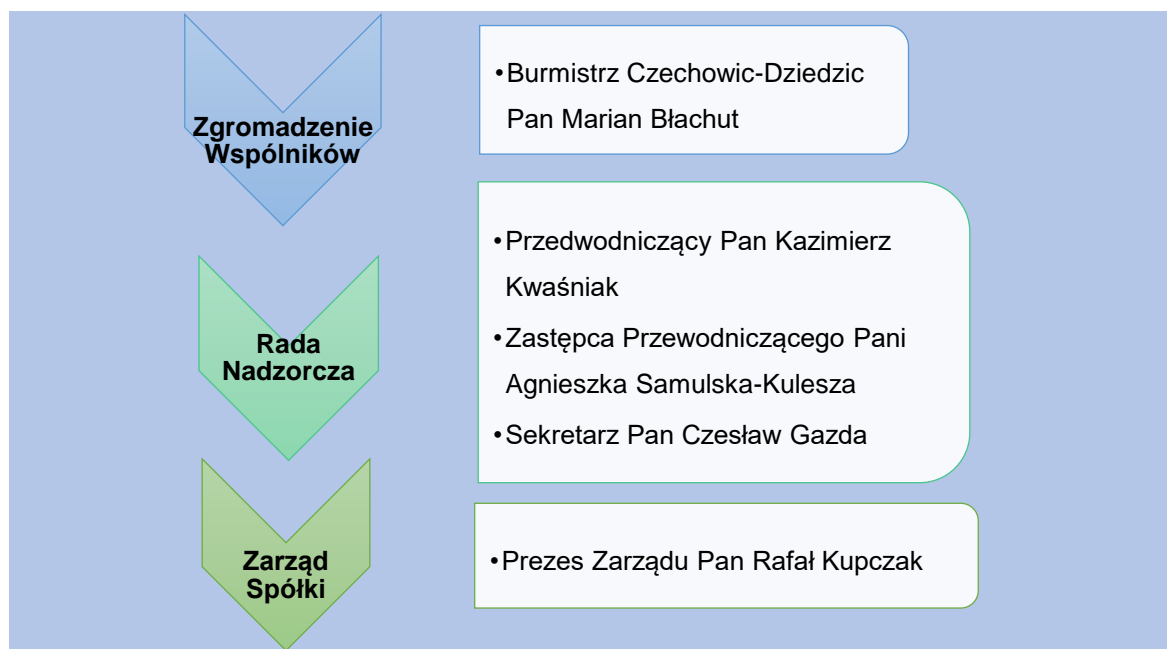 Zgromadzenie
Wspólników
•Burmistrz Czechowic-Dziedzic
Pan Marian Błachut
Rada
Nadzorcza
•Przedwodniczący Pan Kazimierz
Kwaśniak
•Zastępca Przewodniczącego Pani
Agnieszka Samulska-Kulesza
•Sekretarz Pan Czesław Gazda
Zarząd
Spółki
•Prezes Zarządu Pan Rafał Kupczak